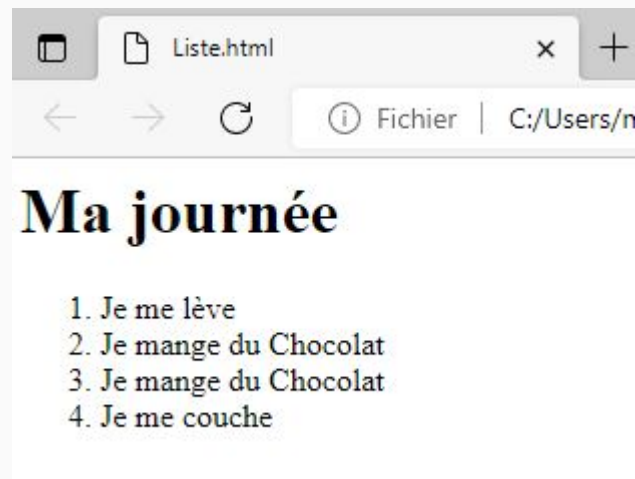 Liste.html
Fichier | C:/Users/
Ma journée
1. Je me lève
2. Je mange du Chocolat
3. Je mange du Chocolat
4. Je me couche